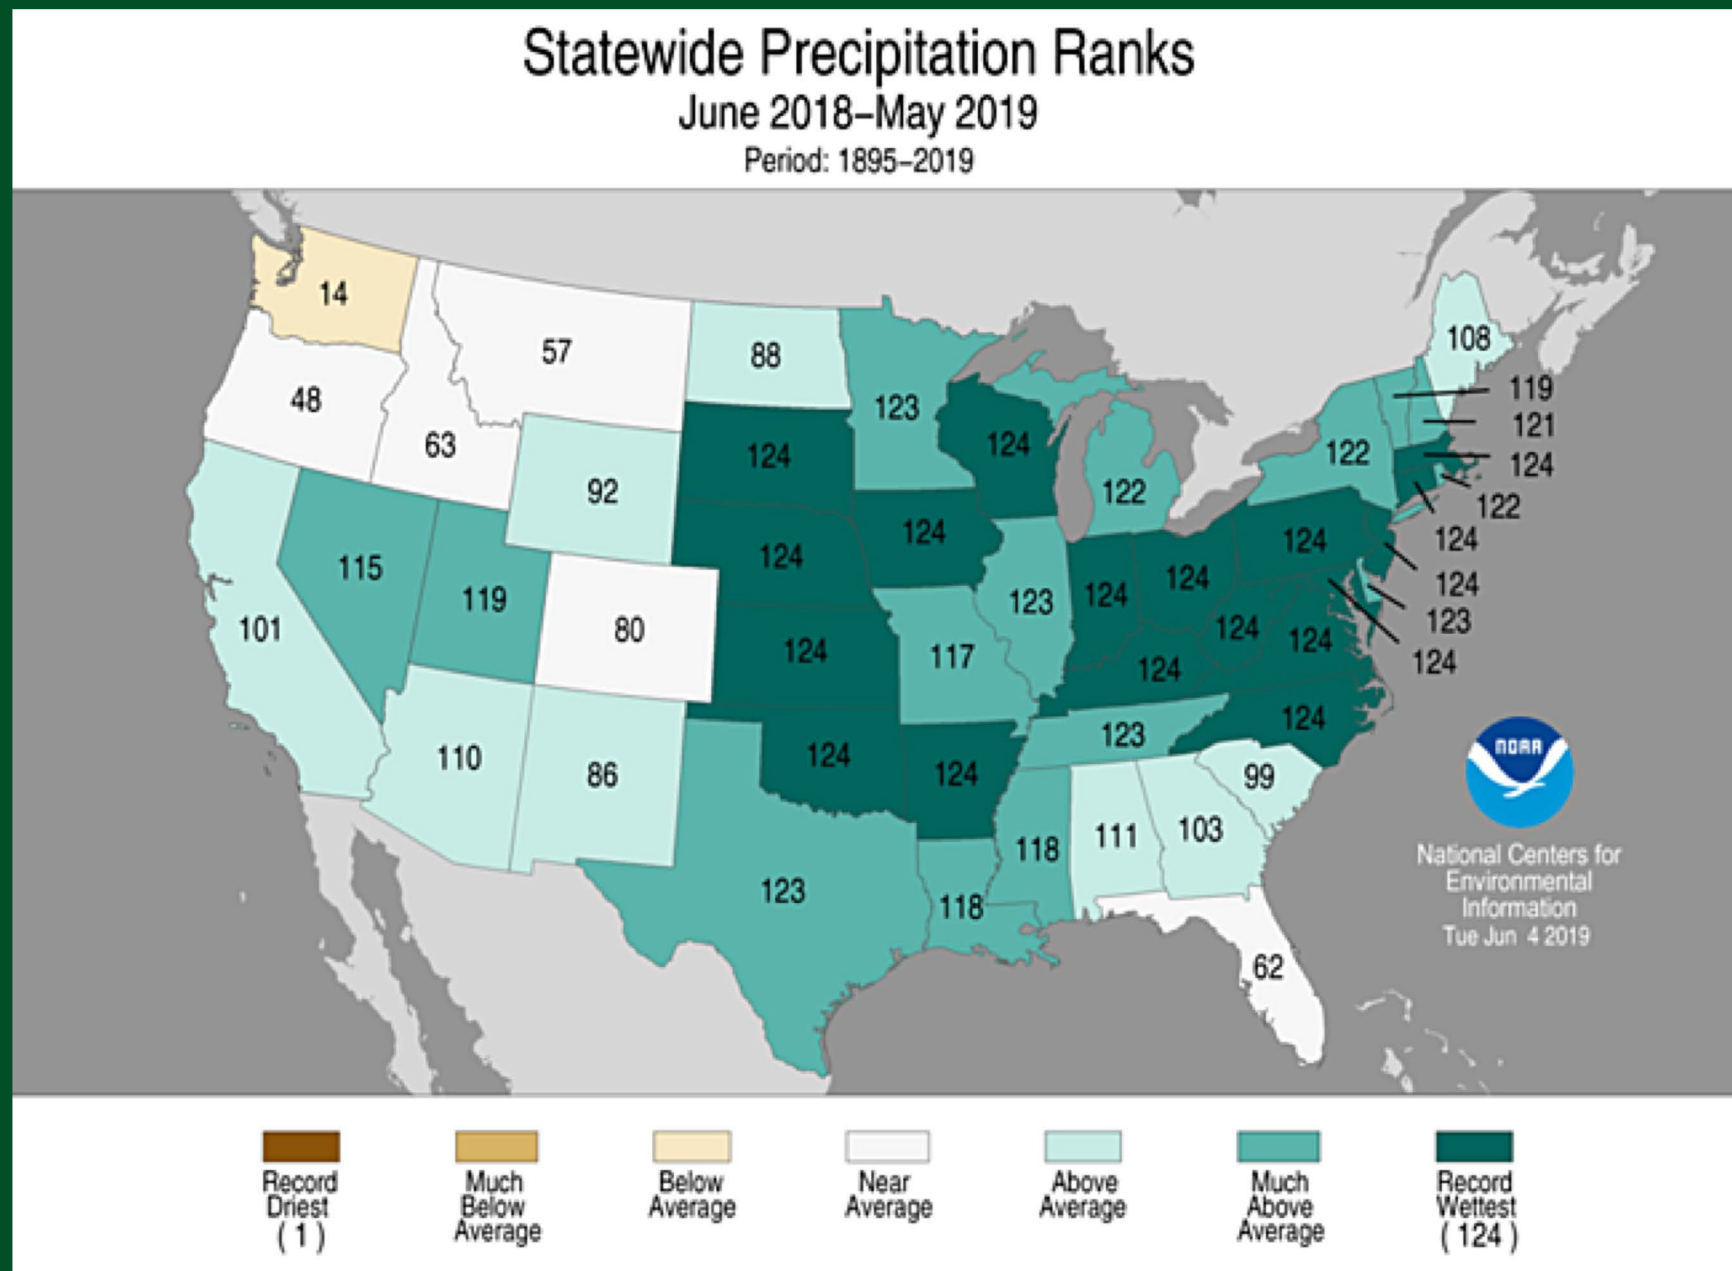 Statewide Precipitation Ranks
June 2018–May 2019
Period: 1895–2019
14
57
88
108
48
63
123
124
119
92
124
122
121
124
122
122
115
124
124
124
124
119
123
124
124
124
101
80
124
117
124
124
123
124
124
124
110
86
124
124
123
124
99
118
111
103
123
118
62
NOAA
National Centers for
Environmental
Information
Tue Jun 4 2019
Record
Driest
( 1 )
Much
Below
Average
Below
Average
Near
Average
Above
Average
Much
Above
Average
Record
Wettest
( 124 )